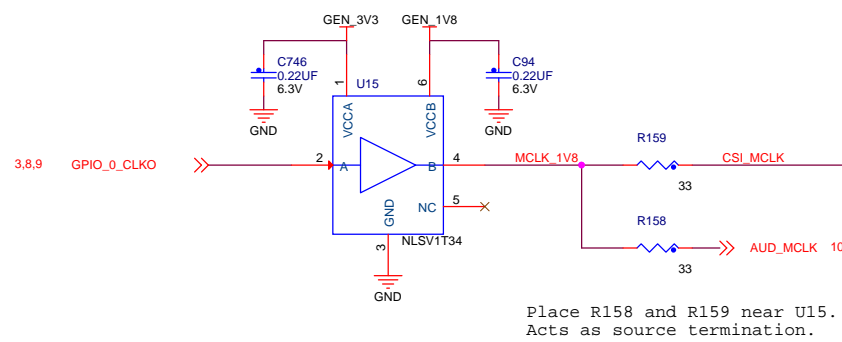 GEN_3V3
GEN_1V8
C746
0.22UF
6.3V
GND
1
U15
VCCA
6
VCCB
C94
0.22UF
6.3V
GND
3,8,9
GPIO_0_CLKO
2
A
B
4
MCLK_1V8
R159
33
CSI_MCLK
NC
5
GND
3
NLSV1T34
GND
R158
33
AUD_MCLK
10
Place R158 and R159 near U15.
Acts as source termination.